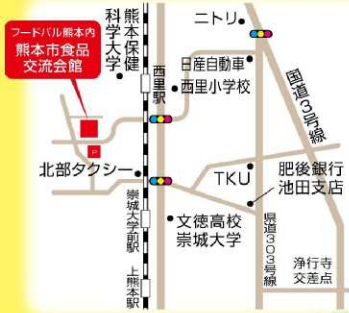 フードパル熊本内
熊本市食品
交流会館
熊本保健
科学大学
西里駅
ニトリ
日産自動車
西里小学校
国道3号線
P
北部タクシー
TKU
肥後銀行
池田支店
崇城大学前駅
文徳高校
崇城大学
県道303号線
上熊本駅
浄行寺
交差点